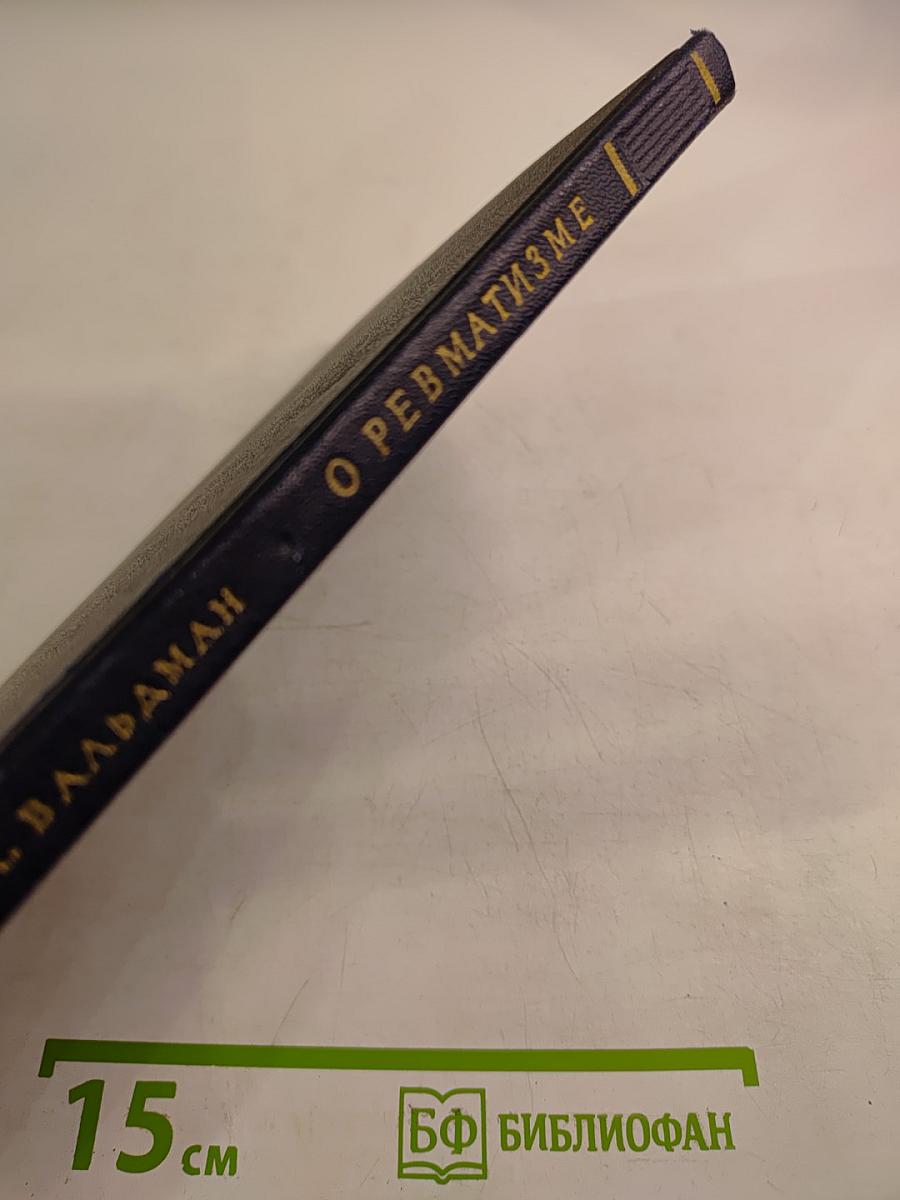 ВАЛЬДМАН
О РЕВМАТИЗМЕ
15 см
БФ БИБЛИОФАН